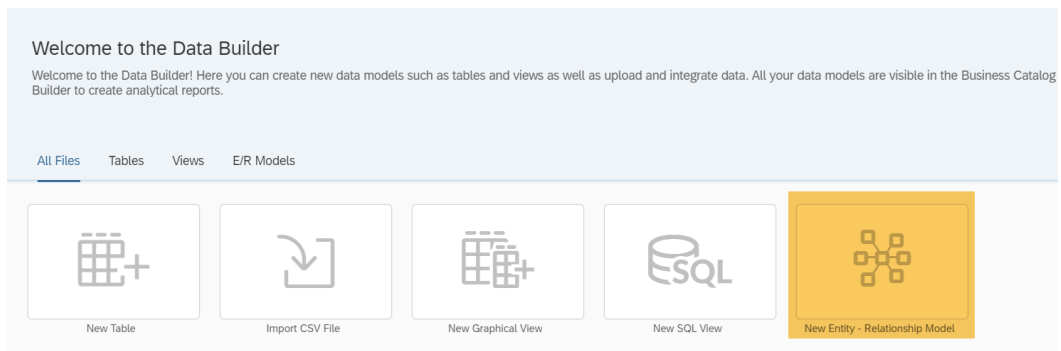 Welcome to the Data Builder
Welcome to the Data Builder! Here you can create new data models such as tables and views as well as upload and integrate data. All your data models are visible in the Business Catalog
Builder to create analytical reports.
All Files Tables Views E/R Models
SQL
New Table Import CSV File New Graphical View New SQL View New Entity - Relationship Model